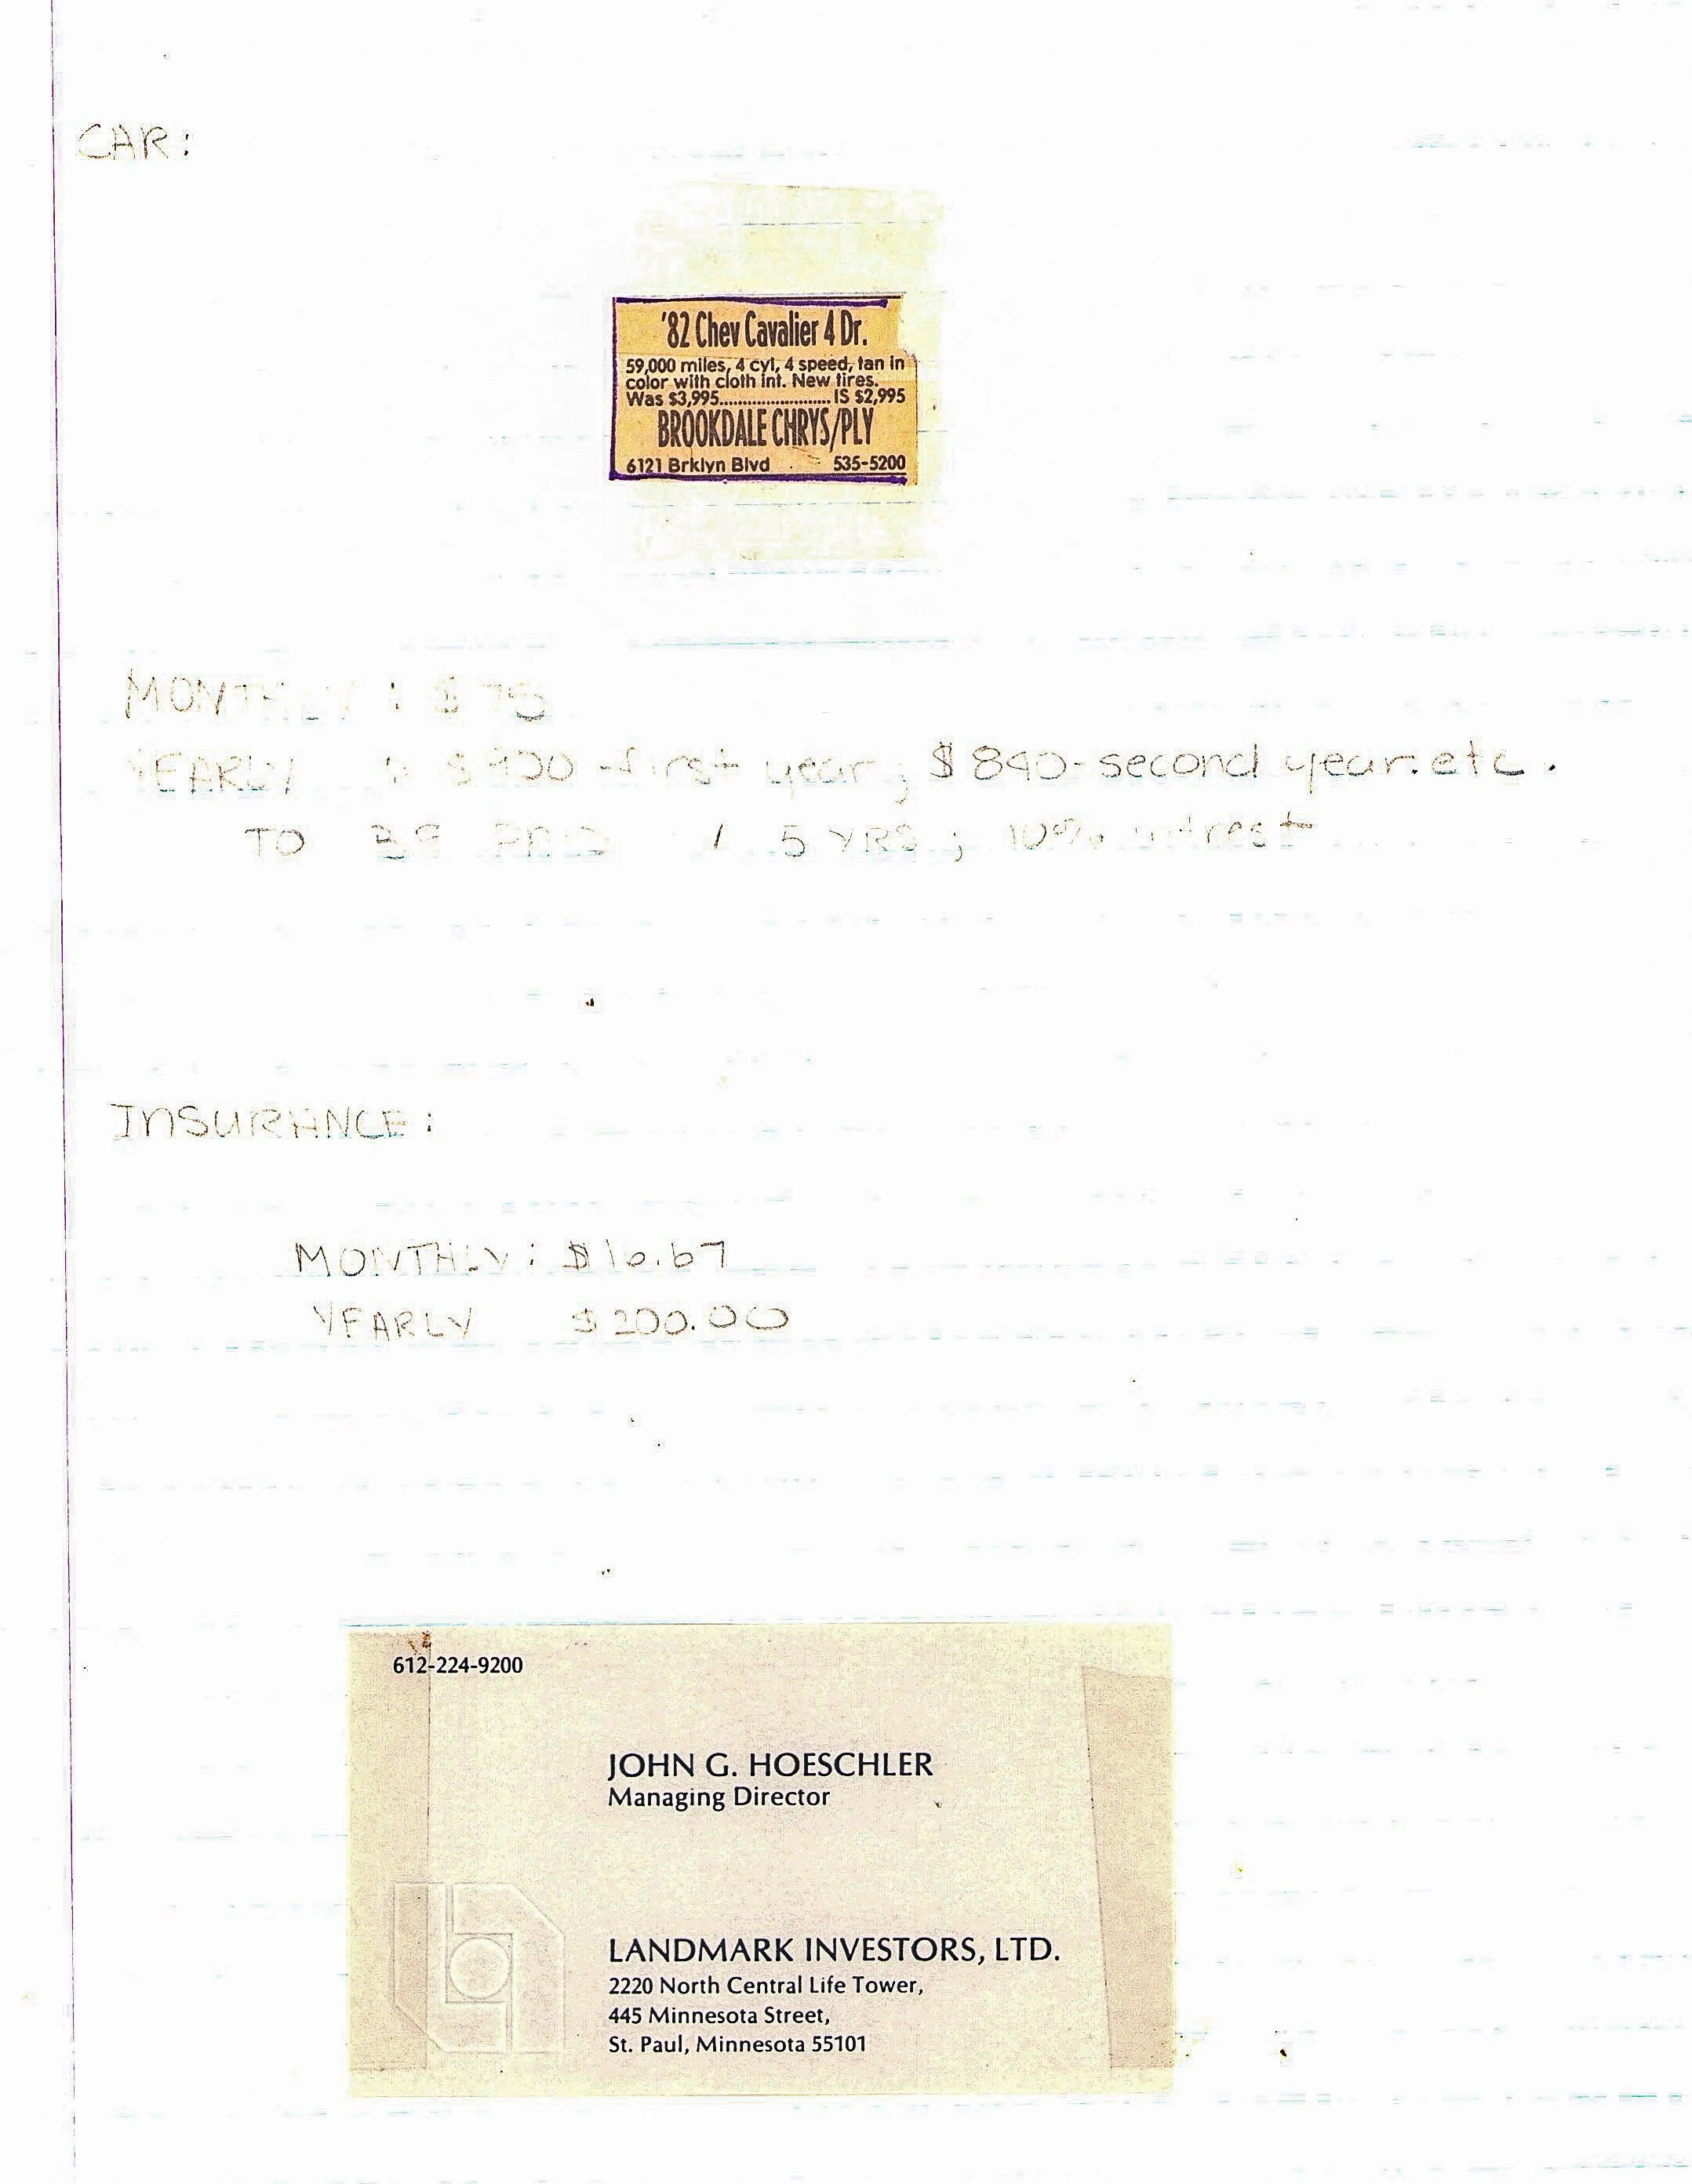 CAR:
'82 Chev Cavalier 4 Dr.
59,000 miles, 4 cyl, 4 speed, tan in
color with cloth int. New tires.
Was $3,995....................... IS $2,995
BROOKDALE CHRYS/PLY
6121 Brklyn Blvd 535-5200
MONTHLY: $75
YEARLY : $900 -first year; $840-second year. etc.
TO BE PAID 5 YRS; 10% intrest
INSURANCE:
MONTHLY: $16.67
YEARLY $200.00
612-224-9200
JOHN G. HOESCHLER
Managing Director
LANDMARK INVESTORS, LTD.
2220 North Central Life Tower,
445 Minnesota Street,
St. Paul, Minnesota 55101